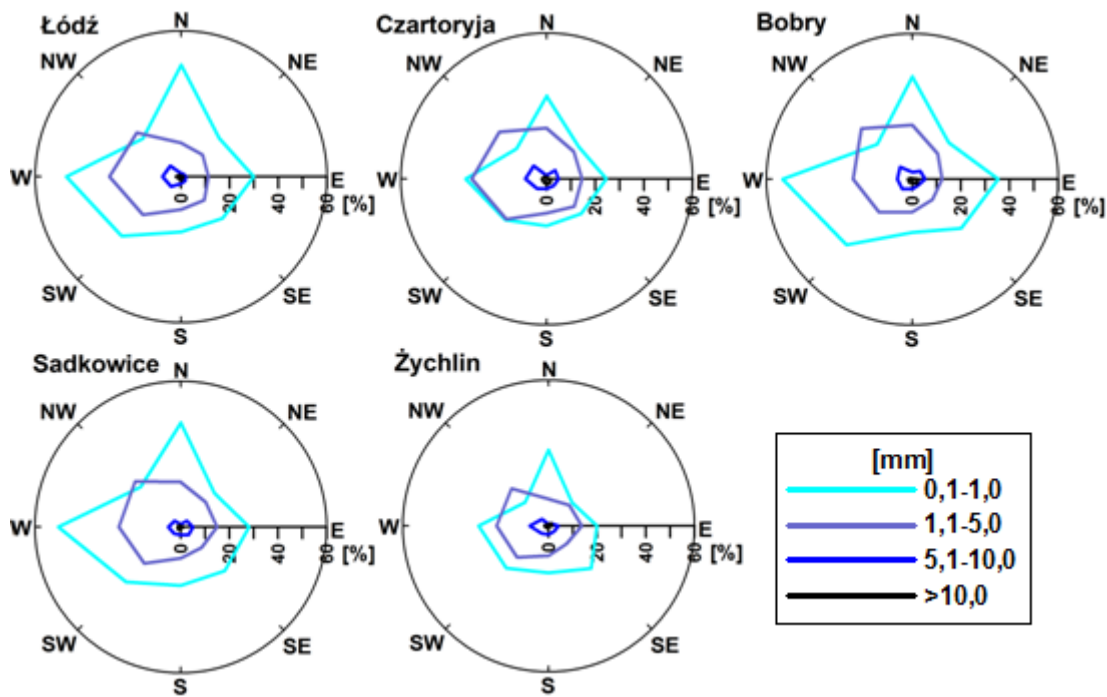 Łódź
N
NW
NE
W
E
0
20
40
60
[%]
SW
SE
S
Czartoryja
N
NW
NE
W
E
0
20
40
60
[%]
SW
SE
S
Bobry
N
NW
NE
W
E
0
20
40
60
[%]
SW
SE
S
Sadkowice
N
NW
NE
W
E
0
20
40
60
[%]
SW
SE
S
Żychlin
N
NW
NE
W
E
0
20
40
60
[%]
SW
SE
S
[mm]
0,1-1,0
1,1-5,0
5,1-10,0
>10,0